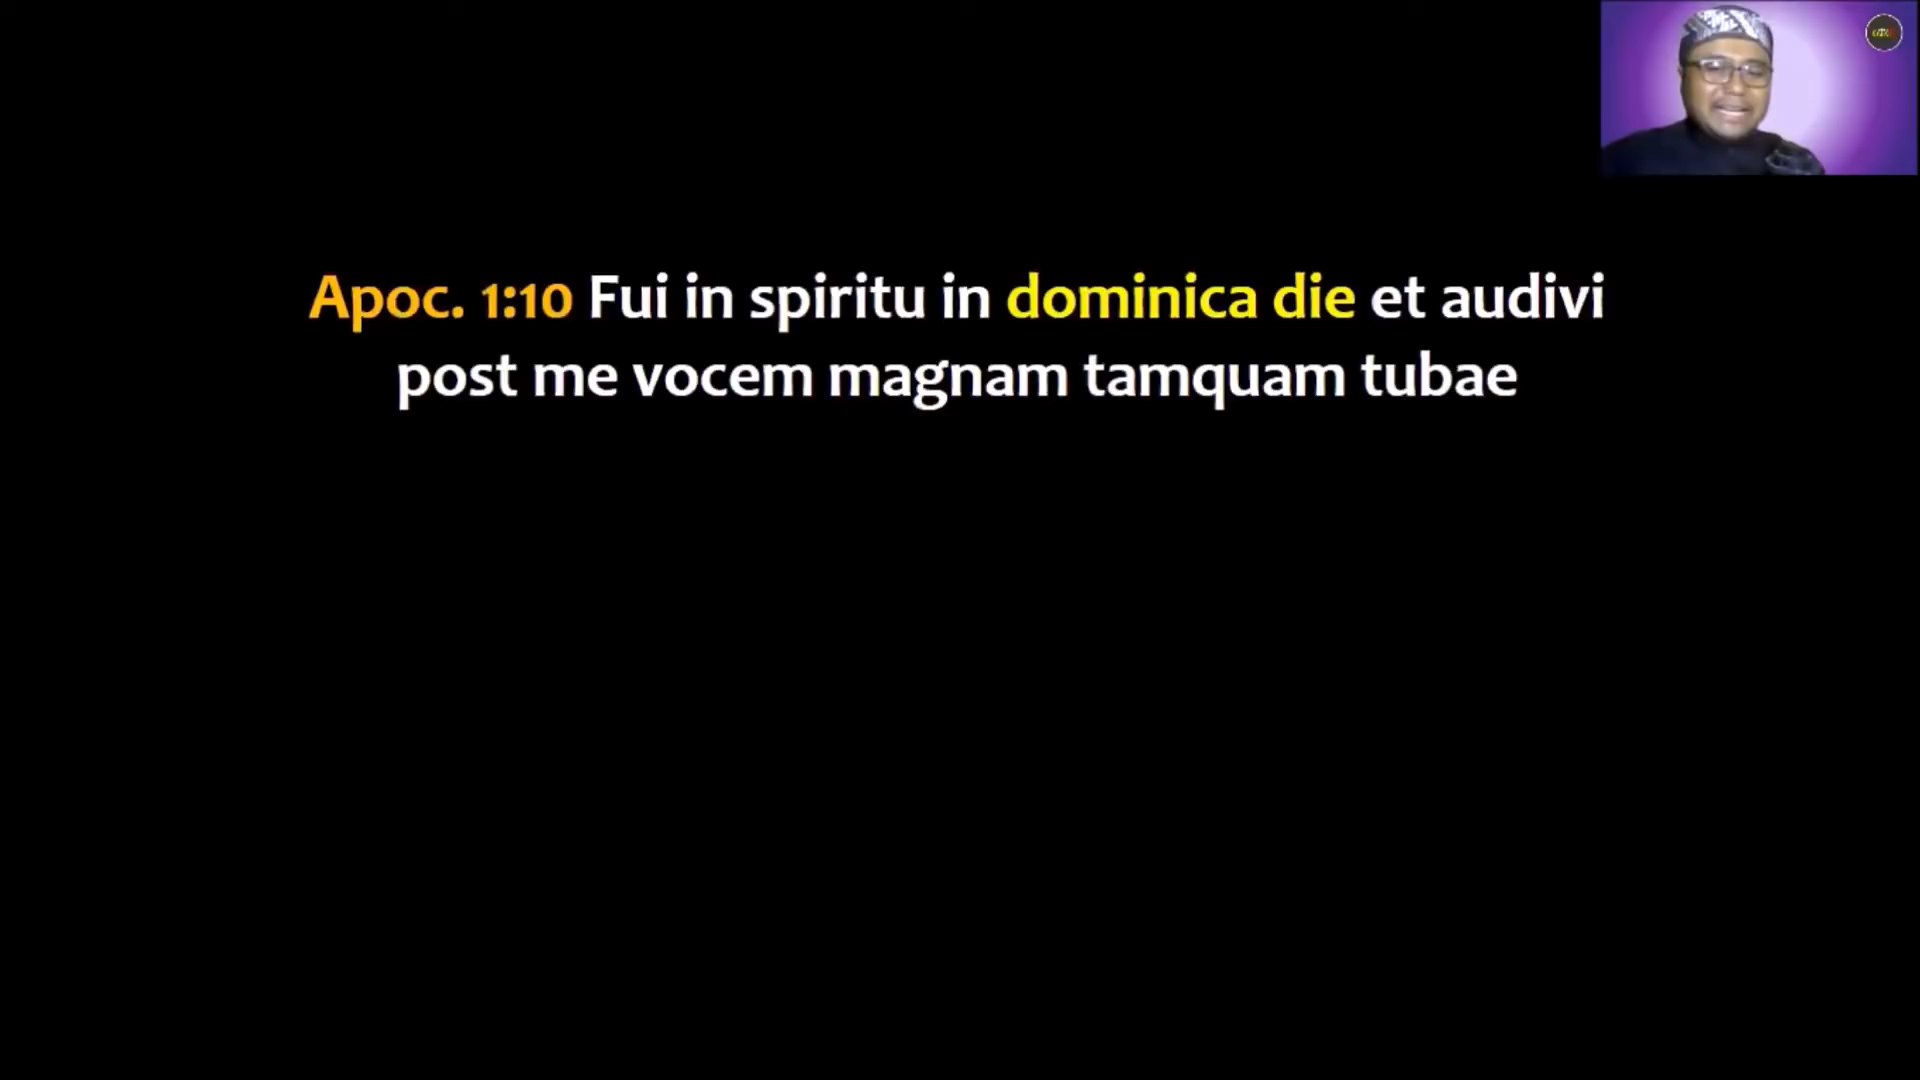 Apoc. 1:10 Fui in spiritu in dominica die et audivi
post me vocem magnam tamquam tubae